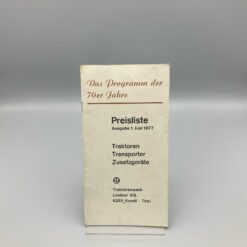 Das Programm der
70er Jahre
Preisliste
Ausgabe 1. Juni 1977
Traktoren
Transporter
Zusatzgeräte
Traktorenwerk
Lindner KG
6250 Kundl - Tirol